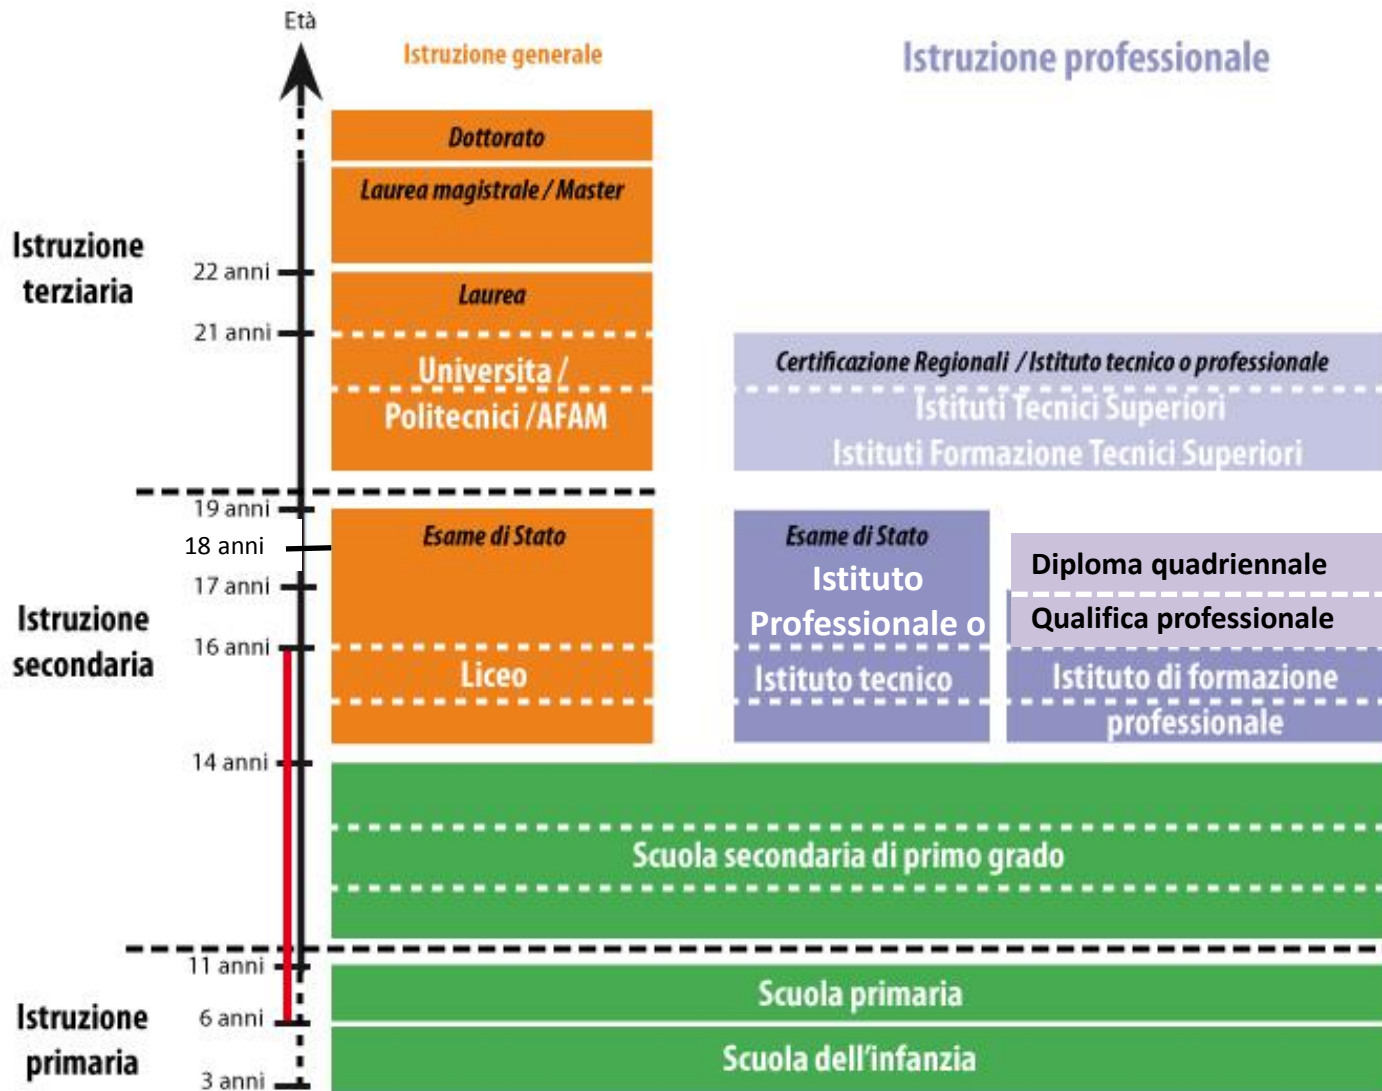 Età
Istruzione generale
Istruzione professionale
Dottorato
Laurea magistrale / Master
Istruzione
terziaria
22 anni
Laurea
21 anni
Universita /
Politecnici /AFAM
Certificazione Regionali / Istituto tecnico o professionale
Istituti Tecnici Superiori
Istituti Formazione Tecnici Superiori
19 anni
18 anni
17 anni
Istruzione
secondaria
16 anni
Esame di Stato
Liceo
Esame di Stato
Istituto
Professionale o
Istituto tecnico
Diploma quadriennale
Qualifica professionale
Istituto di formazione
professionale
14 anni
Scuola secondaria di primo grado
11 anni
Scuola primaria
Istruzione
primaria
6 anni
Scuola dell'infanzia
3 anni